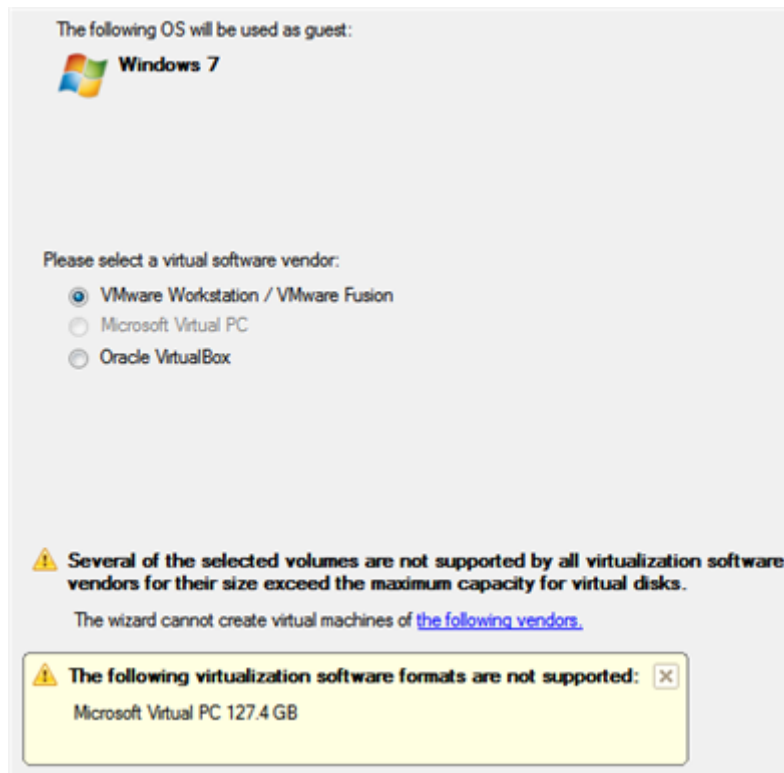 The following OS will be used as guest:
Windows 7
Please select a virtual software vendor:
VMware Workstation / VMware Fusion
Microsoft Virtual PC
Oracle VirtualBox
Several of the selected volumes are not supported by all virtualization software
vendors for their size exceed the maximum capacity for virtual disks.
The wizard cannot create virtual machines of the following vendors.
The following virtualization software formats are not supported:
Microsoft Virtual PC 127.4 GB